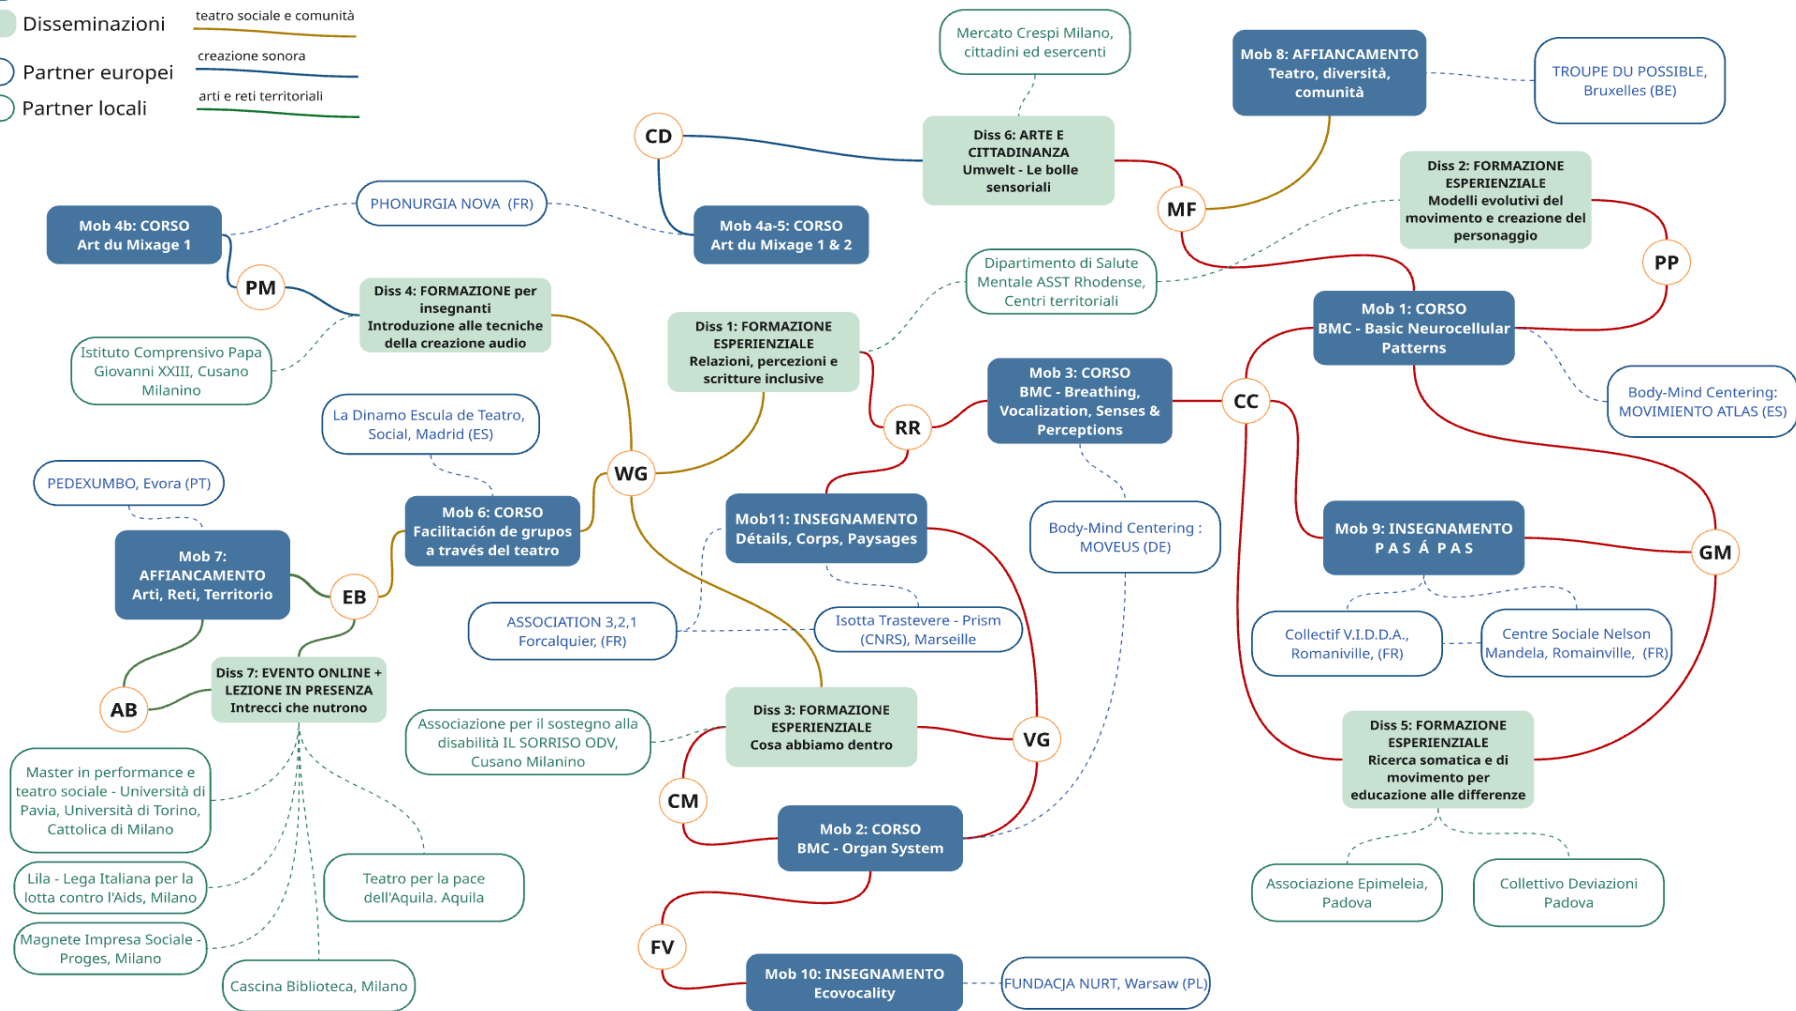 Disseminazioni
teatro sociale e comunità
creazione sonora
Partner europei
arti e reti territoriali
Partner locali
Mercato Crespi Milano,
cittadini ed esercenti
Mob 8: AFFIANCAMENTO
Teatro, diversità,
comunità
TROUPE DU POSSIBLE,
Bruxelles (BE)
CD
Diss 6: ARTE E
CITTADINANZA
Umwelt - Le bolle
sensoriali
Diss 2: FORMAZIONE
ESPERIENZIALE
Modelli evolutivi del
movimento e creazione del
personaggio
MF
PHONURGIA NOVA (FR)
Mob 4b: CORSO
Art du Mixage 1
Mob 4a-5: CORSO
Art du Mixage 1 & 2
PP
Dipartimento di Salute
Mentale ASST Rhodense,
Centri territoriali
PM
Diss 4: FORMAZIONE per
insegnanti
Introduzione alle tecniche
della creazione audio
Mob 1: CORSO
BMC - Basic Neurocellular
Patterns
Diss 1: FORMAZIONE
ESPERIENZIALE
Relazioni, percezioni e
scritture inclusive
Istituto Comprensivo Papa
Giovanni XXIII, Cusano
Milanino
Mob 3: CORSO
BMC - Breathing,
Vocalization, Senses &
Perceptions
CC
Body-Mind Centering:
MOVIMIENTO ATLAS (ES)
La Dinamo Escula de Teatro,
Social, Madrid (ES)
RR
WG
PEDEXUMBO, Evora (PT)
Mob 6: CORSO
Facilitación de grupos
a través del teatro
Mob11: INSEGNAMENTO
Détails, Corps, Paysages
Body-Mind Centering :
MOVEUS (DE)
Mob 9: INSEGNAMENTO
P A S Á P A S
GM
Mob 7:
AFFIANCAMENTO
Arti, Reti, Territorio
EB
ASSOCIATION 3,2,1
Forcalquier, (FR)
Isotta Trastevere - Prism
(CNRS), Marseille
Collectif V.I.D.D.A.,
Romaniville, (FR)
Centre Sociale Nelson
Mandela, Romainville, (FR)
Diss 7: EVENTO ONLINE +
LEZIONE IN PRESENZA
Intrecci che nutrono
AB
Associazione per il sostegno alla
disabilità IL SORRISO ODV,
Cusano Milanino
Diss 3: FORMAZIONE
ESPERIENZIALE
Cosa abbiamo dentro
VG
Diss 5: FORMAZIONE
ESPERIENZIALE
Ricerca somatica e di
movimento per
educazione alle differenze
Master in performance e
teatro sociale - Università di
Pavia, Università di Torino,
Cattolica di Milano
CM
Mob 2: CORSO
BMC - Organ System
Lila - Lega Italiana per la
lotta contro l'Aids, Milano
Teatro per la pace
dell'Aquila. Aquila
Associazione Epimeleia,
Padova
Collettivo Deviazioni
Padova
Magnete Impresa Sociale -
Proges, Milano
FV
Cascina Biblioteca, Milano
Mob 10: INSEGNAMENTO
Ecovocality
FUNDACJA NURT, Warsaw (PL)